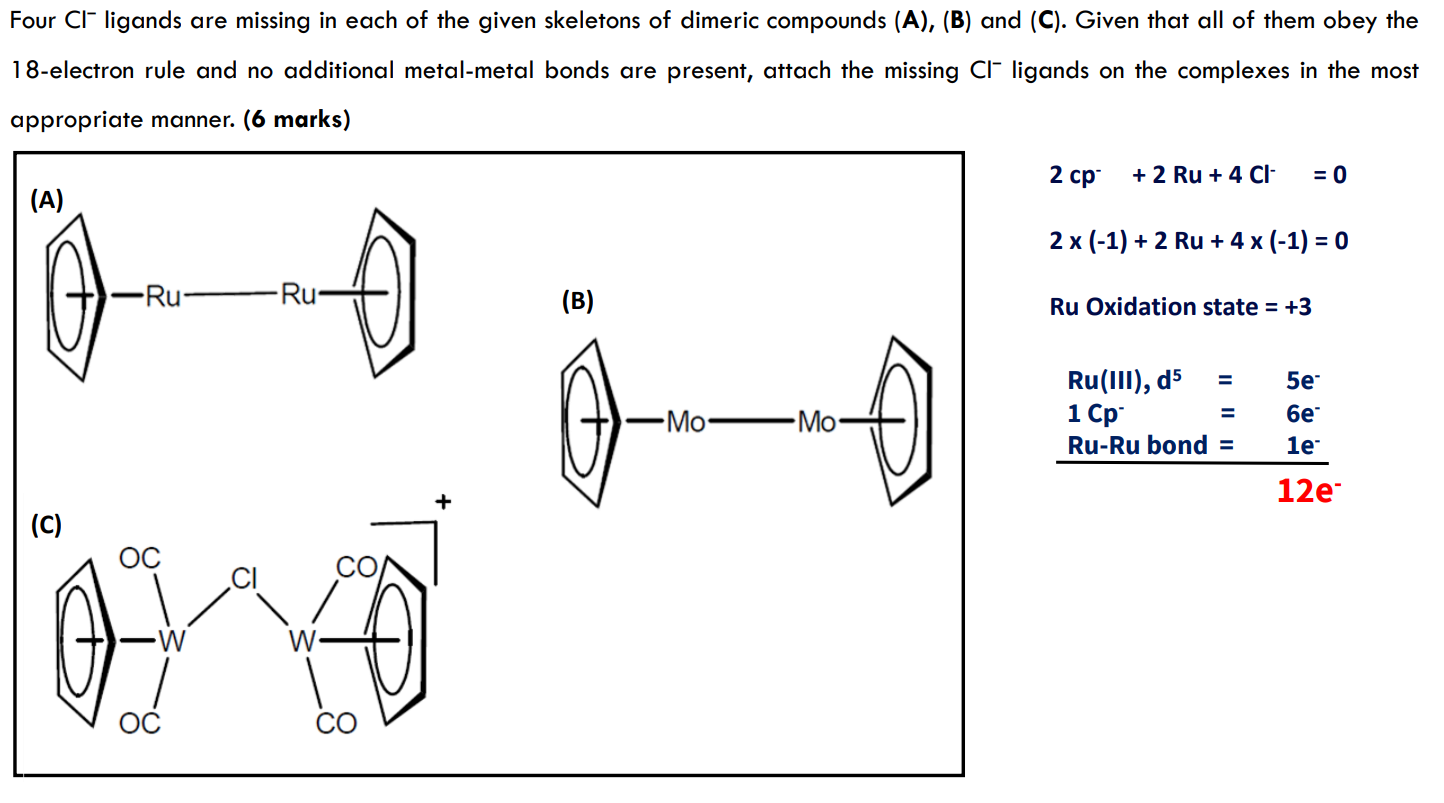 Four Cl⁻ ligands are missing in each of the given skeletons of dimeric compounds (A), (B) and (C). Given that all of them obey the
18-electron rule and no additional metal-metal bonds are present, attach the missing Cl⁻ ligands on the complexes in the most
appropriate manner. (6 marks)
(A)
Ru Ru
(B)
Mo Mo
(C)
+
OC Cl CO
W W
OC CO
2 cp⁻ + 2 Ru + 4 Cl⁻ = 0
2 x (-1) + 2 Ru + 4 x (-1) = 0
Ru Oxidation state = +3
Ru(III), d⁵ = 5e⁻
1 Cp⁻ = 6e⁻
Ru-Ru bond = 1e⁻
12e⁻